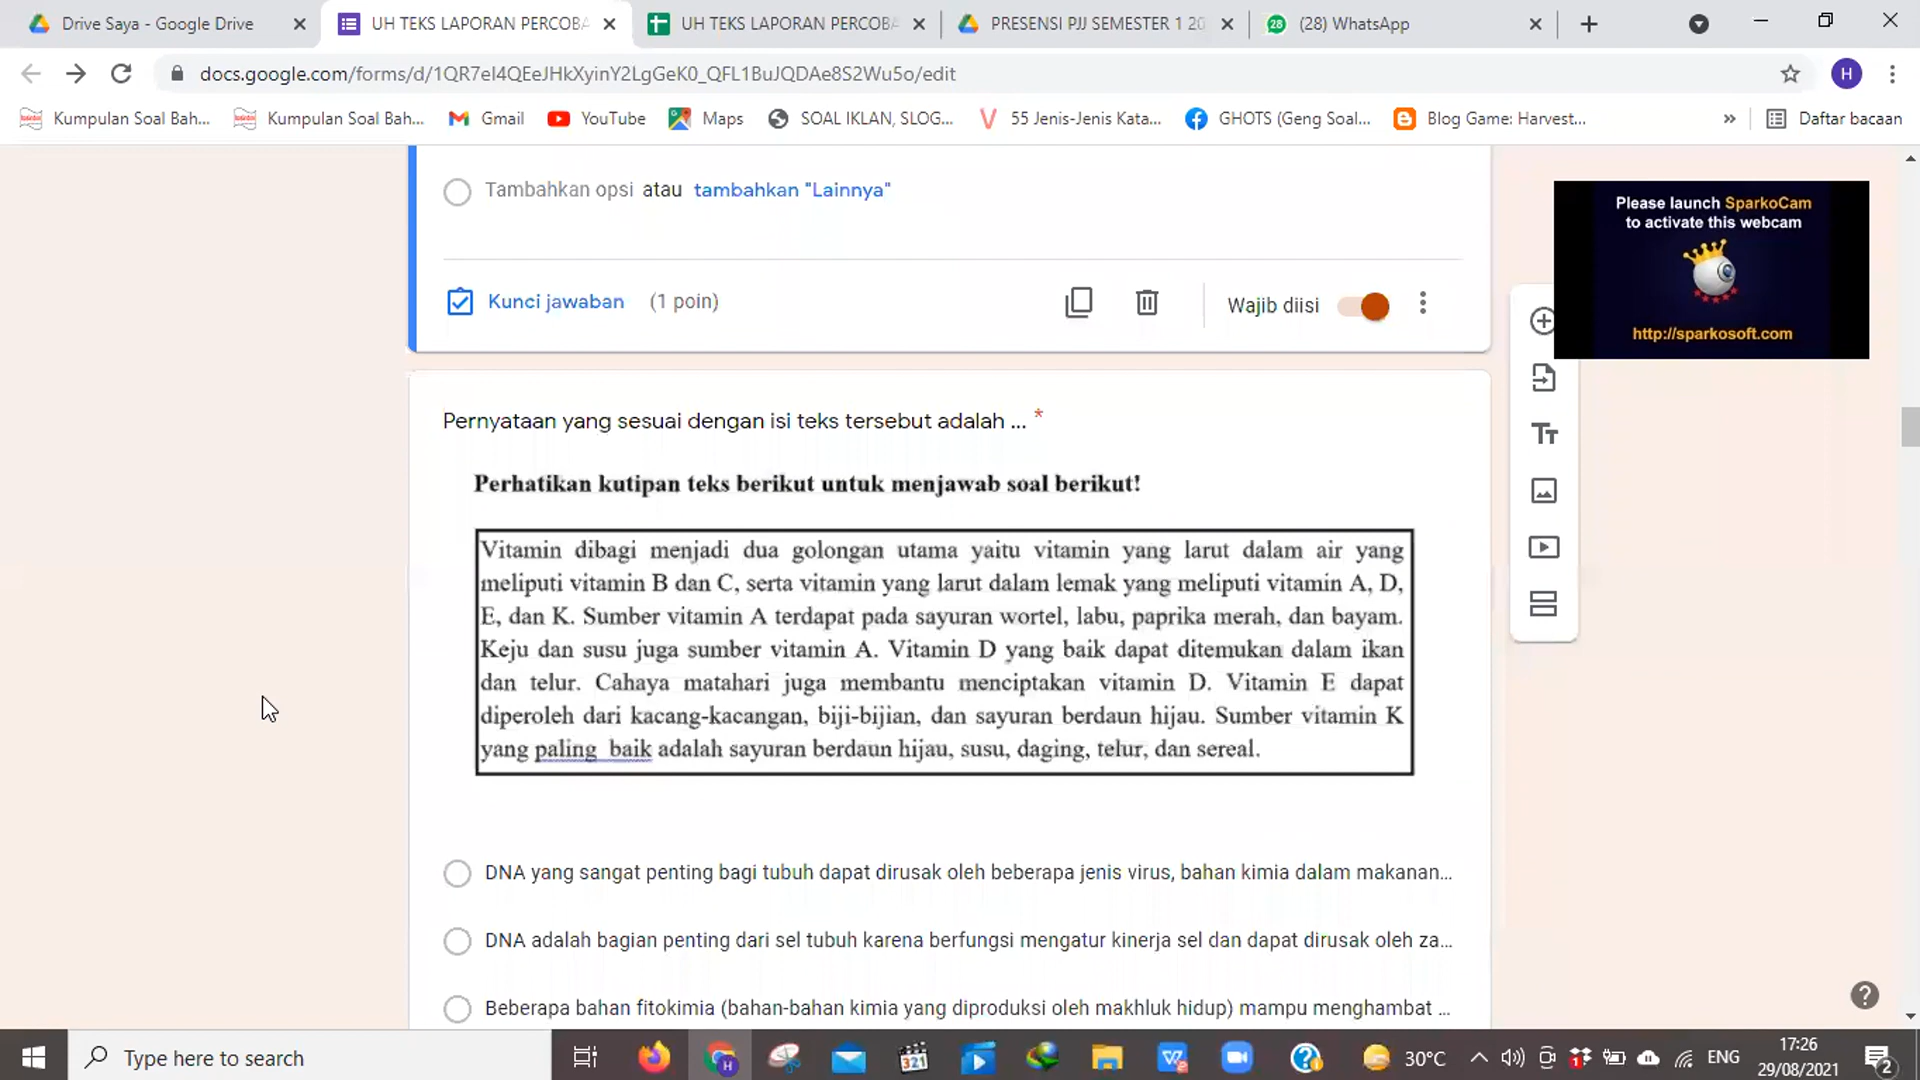 Drive Saya - Google Drive
UH TEKS LAPORAN PERCOBA
UH TEKS LAPORAN PERCOBA
PRESENSI PJJ SEMESTER 1 20
28
(28) WhatsApp
docs.google.com/forms/d/1QR7eI4QEeJHkXyinY2LgGeK0_QFL1BuJQDAe8S2Wu5o/edit
H
Kumpulan Soal Bah...
Kumpulan Soal Bah...
Gmail
YouTube
Maps
SOAL IKLAN, SLOG...
55 Jenis-Jenis Kata...
GHOTS (Geng Soal...
Blog Game: Harvest...
»
Daftar bacaan
Tambahkan opsi atau tambahkan "Lainnya"
Please launch SparkoCam
to activate this webcam
http://sparkosoft.com
Kunci jawaban (1 poin)
Wajib diisi
Pernyataan yang sesuai dengan isi teks tersebut adalah ... *
Perhatikan kutipan teks berikut untuk menjawab soal berikut!
Vitamin dibagi menjadi dua golongan utama yaitu vitamin yang larut dalam air yang
meliputi vitamin B dan C, serta vitamin yang larut dalam lemak yang meliputi vitamin A, D,
E, dan K. Sumber vitamin A terdapat pada sayuran wortel, labu, paprika merah, dan bayam.
Keju dan susu juga sumber vitamin A. Vitamin D yang baik dapat ditemukan dalam ikan
dan telur. Cahaya matahari juga membantu menciptakan vitamin D. Vitamin E dapat
diperoleh dari kacang-kacangan, biji-bijian, dan sayuran berdaun hijau. Sumber vitamin K
yang paling baik adalah sayuran berdaun hijau, susu, daging, telur, dan sereal.
Tт
DNA yang sangat penting bagi tubuh dapat dirusak oleh beberapa jenis virus, bahan kimia dalam makanan...
DNA adalah bagian penting dari sel tubuh karena berfungsi mengatur kinerja sel dan dapat dirusak oleh za...
Beberapa bahan fitokimia (bahan-bahan kimia yang diproduksi oleh makhluk hidup) mampu menghambat ...
Type here to search
H
321
30°C
1
ENG
17:26
29/08/2021
2